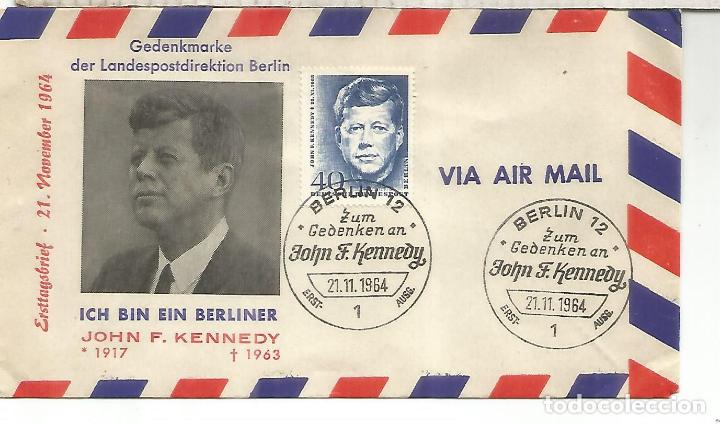 Gedenkmarke
der Landespostdirektion Berlin
Ersttagsbrief · 21. November 1964
ICH BIN EIN BERLINER
JOHN F. KENNEDY
* 1917 † 1963
JOHN F. KENNEDY
40
BERLIN
VIA AIR MAIL
BERLIN 12
Zum
Gedenken an
John F. Kennedy
21.11.1964
ERST- AUSG.
1
BERLIN 12
Zum
Gedenken an
John F. Kennedy
21.11.1964
ERST- AUSG.
1
todocoleccion